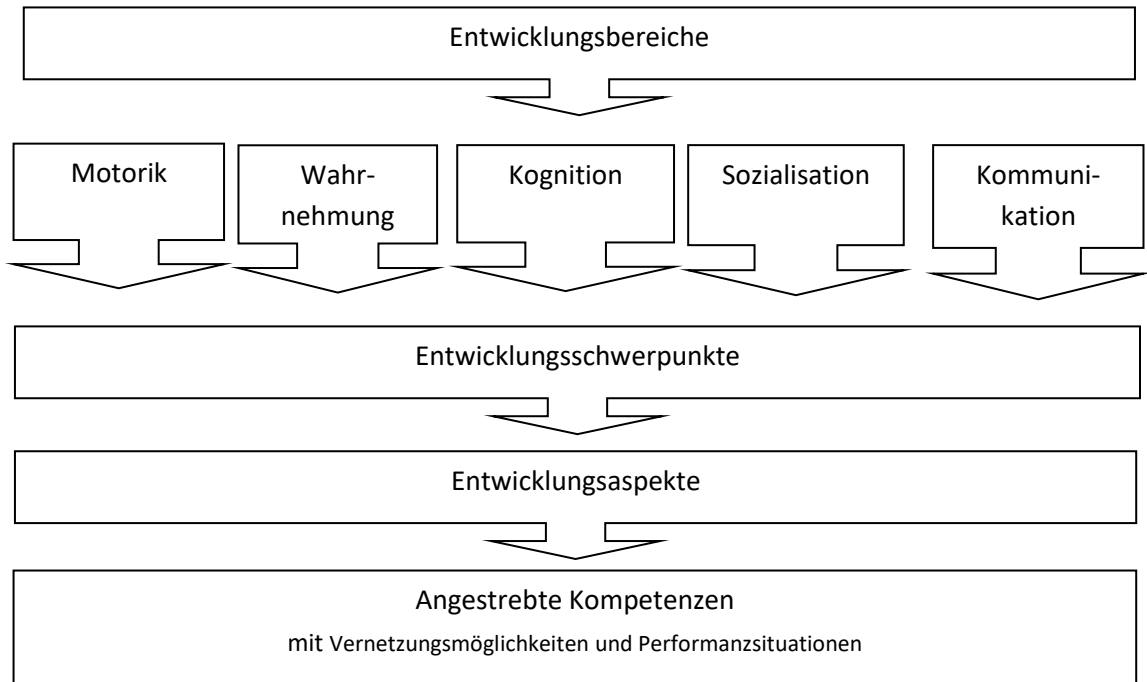 Entwicklungsbereiche
Motorik
Wahr-
nehmung
Kognition
Sozialisation
Kommuni-
kation
Entwicklungsschwerpunkte
Entwicklungsaspekte
Angestrebte Kompetenzen
mit Vernetzungsmöglichkeiten und Performanzsituationen